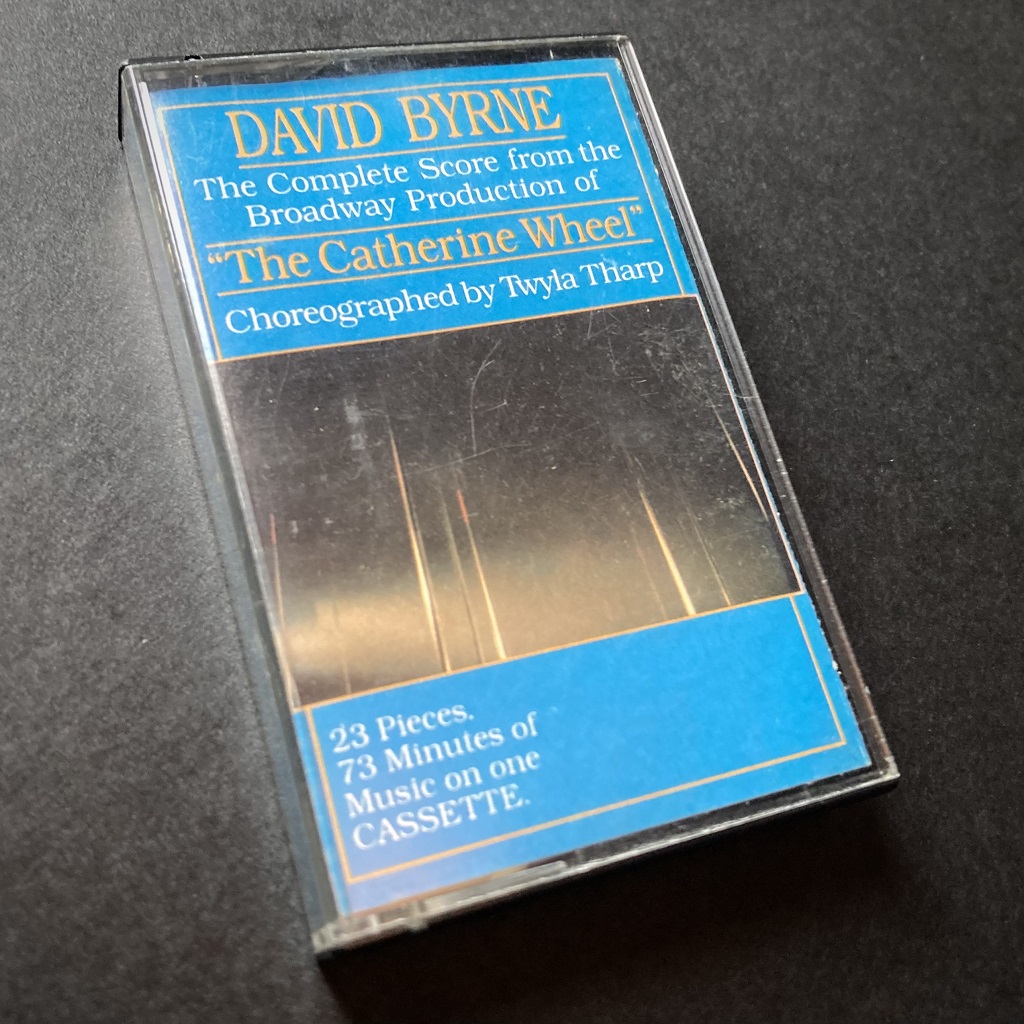 DAVID BYRNE
The Complete Score from the
Broadway Production of
“The Catherine Wheel”
Choreographed by Twyla Tharp
23 Pieces.
73 Minutes of
Music on one
CASSETTE.